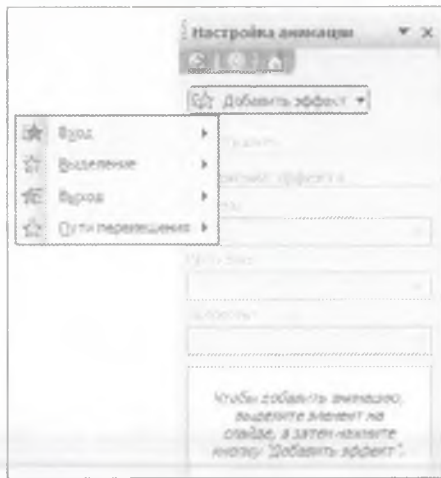 Настройка анимации
Добавить эффект
Вход
Выделение
Выход
Пути перемещения
Чтобы добавить анимацию,
выделите элемент на
слайде, а затем нажмите
кнопку "Добавить эффект".